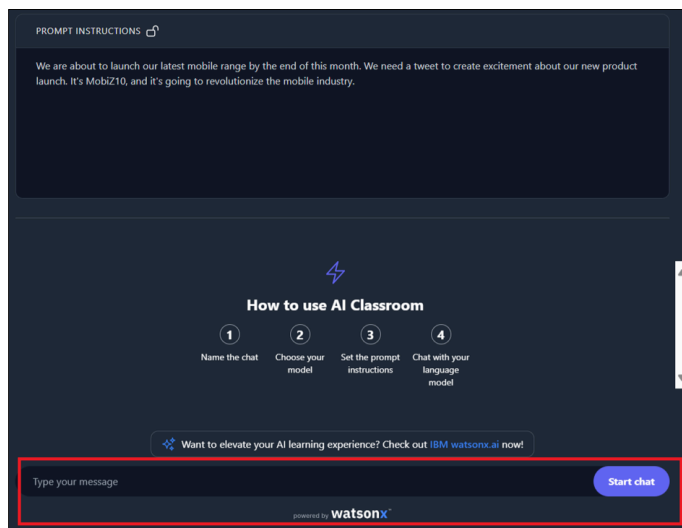 PROMPT INSTRUCTIONS
We are about to launch our latest mobile range by the end of this month. We need a tweet to create excitement about our new product
launch. It's MobiZ10, and it's going to revolutionize the mobile industry.
How to use AI Classroom
1 2 3 4
Name the chat Choose your Set the prompt Chat with your
model instructions language
model
Want to elevate your AI learning experience? Check out IBM watsonx.ai now!
Type your message Start chat
powered by watsonx™